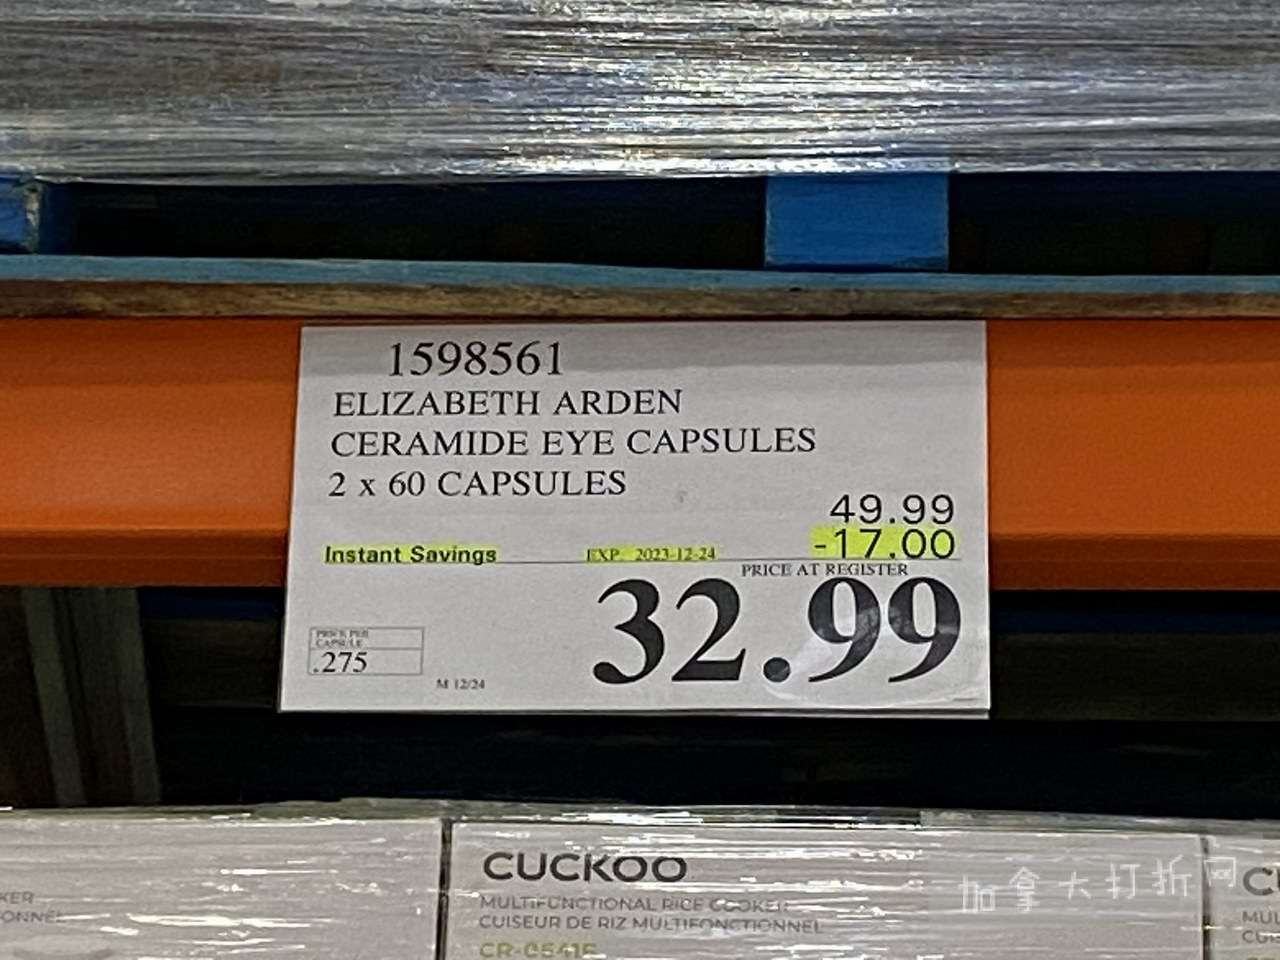 1598561
ELIZABETH ARDEN
CERAMIDE EYE CAPSULES
2 x 60 CAPSULES
49.99
Instant Savings EXP. 2023-12-24 -17.00
PRICE AT REGISTER
32.99
PRICE PER
CAPSULE
.275
M 12/24
CUCKOO
MULTIFUNCTIONAL RICE COOKER
CUISEUR DE RIZ MULTIFONCTIONNEL
KER
ONNEL
加拿大打折网